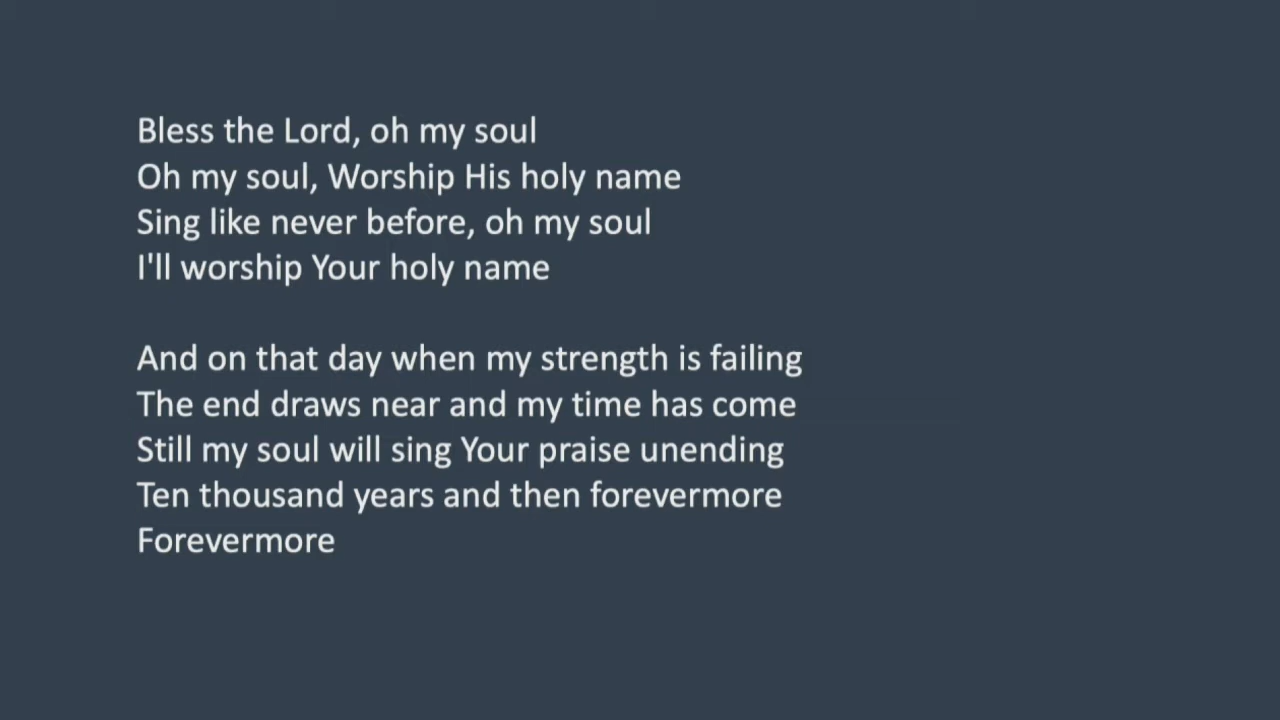 Bless the Lord, oh my soul
Oh my soul, Worship His holy name
Sing like never before, oh my soul
I'll worship Your holy name
And on that day when my strength is failing
The end draws near and my time has come
Still my soul will sing Your praise unending
Ten thousand years and then forevermore
Forevermore